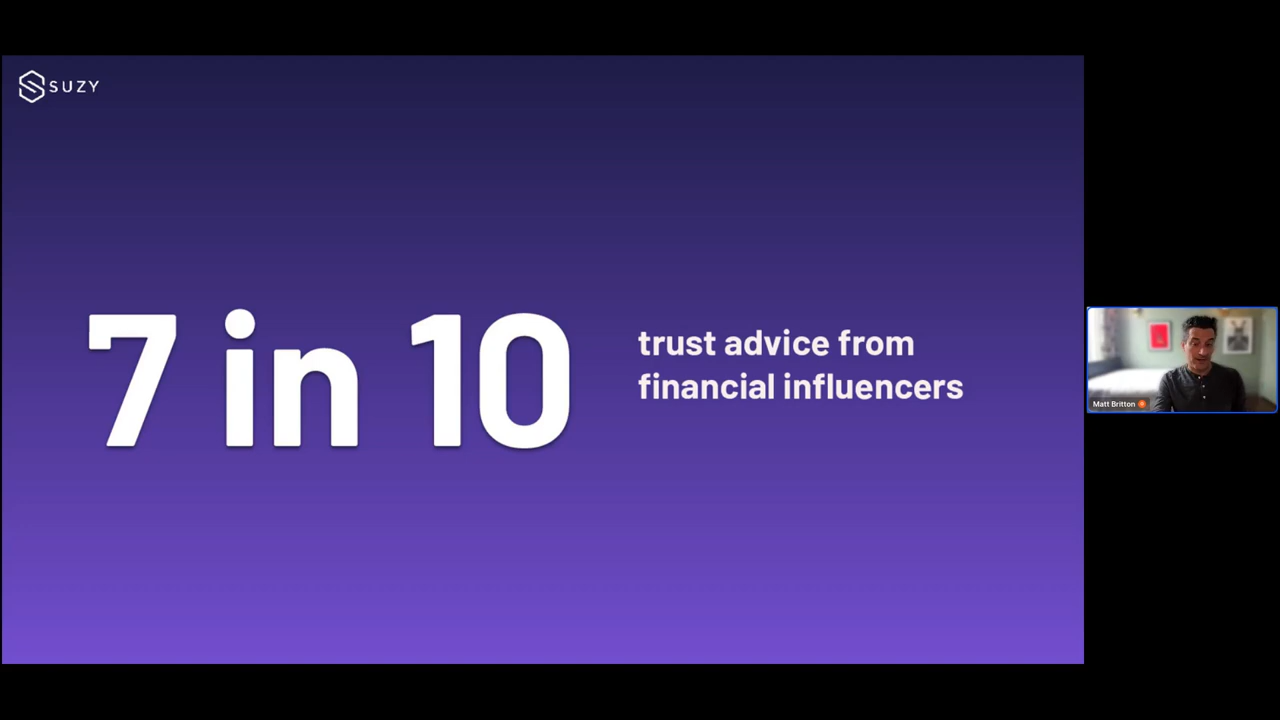 SUZY
7 in 10
trust advice from
financial influencers
Matt Britton